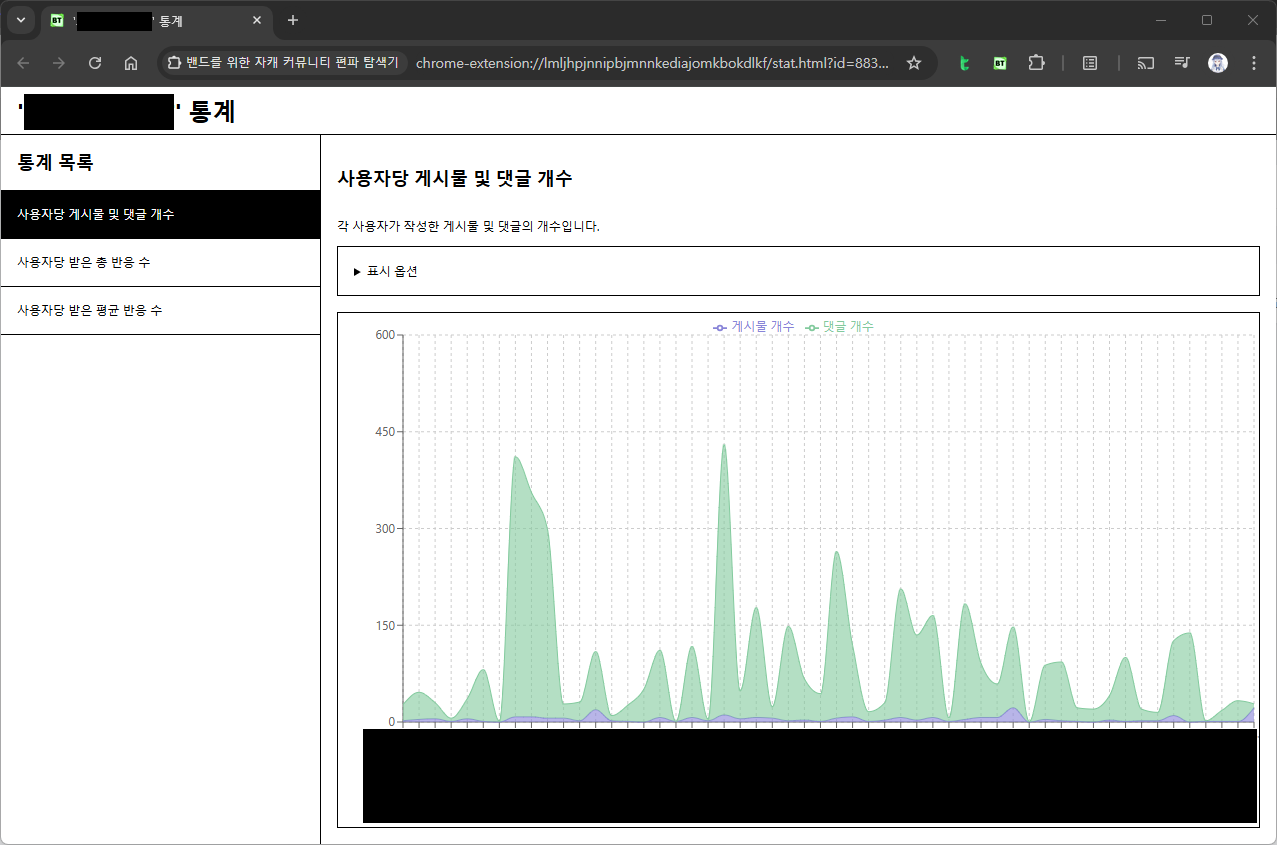 BT ' ' 통계
밴드를 위한 자캐 커뮤니티 편파 탐색기 chrome-extension://lmljhpjnnipbjmnnkediajomkbokdlkf/stat.html?id=883... BT
' ' 통계
통계 목록
사용자당 게시물 및 댓글 개수
사용자당 받은 총 반응 수
사용자당 받은 평균 반응 수
사용자당 게시물 및 댓글 개수
각 사용자가 작성한 게시물 및 댓글의 개수입니다.
▶ 표시 옵션
게시물 개수 댓글 개수
600
450
300
150
0